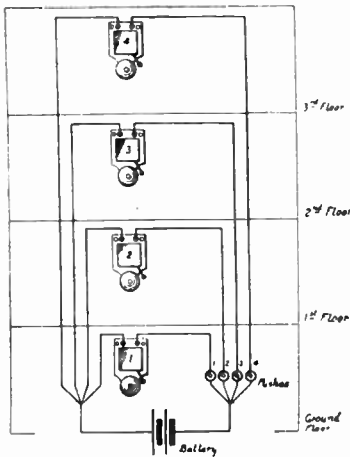 4
3rd Floor
3
2nd Floor
2
1st Floor
1
1 2 3 4
Pushes
Ground
Floor
Battery